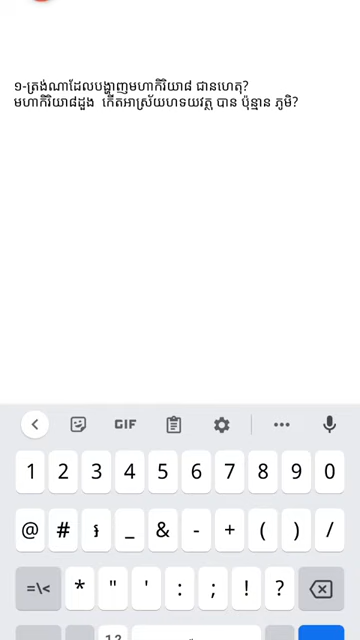 ១-ត្រង់ណាដែលបង្ហាញមហាកិរិយា៨ ជានហេតុ?
មហាកិរិយា៨ដួង កើតអាស្រ័យហទយវត្ថុ បាន ប៉ុន្មាន ភូមិ?
GIF
1 2 3 4 5 6 7 8 9 0
@ # ៛ _ & - + ( ) /
=\< * " ' : ; ! ?